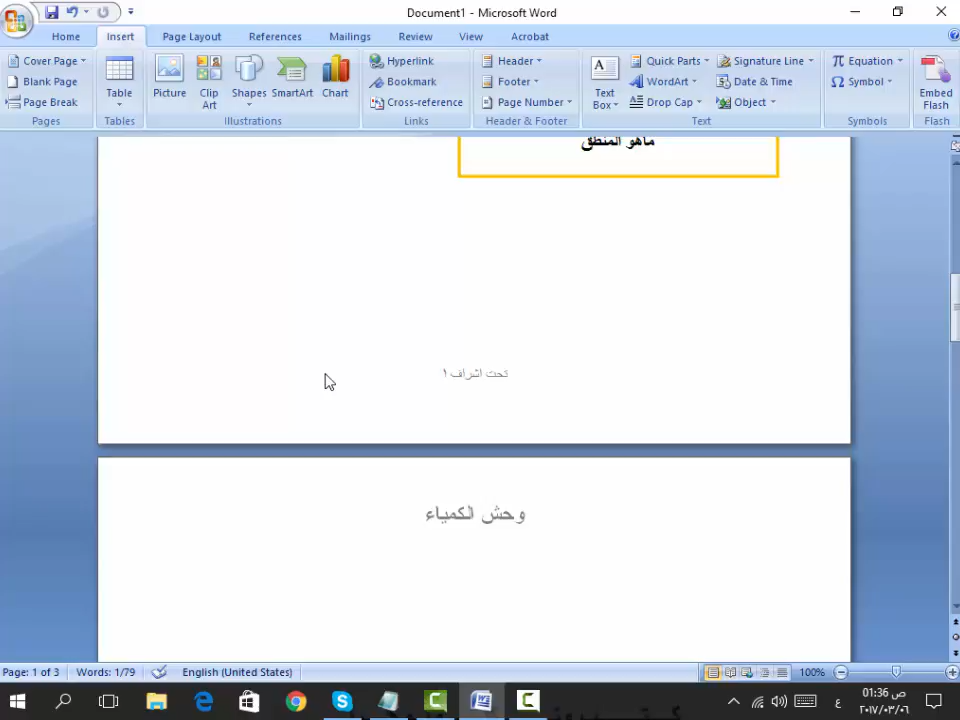 Document1 - Microsoft Word
Home Insert Page Layout References Mailings Review View Acrobat
Cover Page
Blank Page
Page Break
Pages
Table
Tables
Picture
Clip Art
Shapes
SmartArt
Chart
Illustrations
Hyperlink
Bookmark
Cross-reference
Links
Header
Footer
Page Number
Header & Footer
Text Box
Quick Parts
WordArt
Drop Cap
Signature Line
Date & Time
Object
Text
π Equation
Ω Symbol
Symbols
Embed Flash
Flash
ماهو المنطق
تحت اشراف ١
وحش الكمياء
Page: 1 of 3 Words: 1/79 English (United States) 100%
ع
01:36 ص
٢٠١٧/٠٣/٠٦